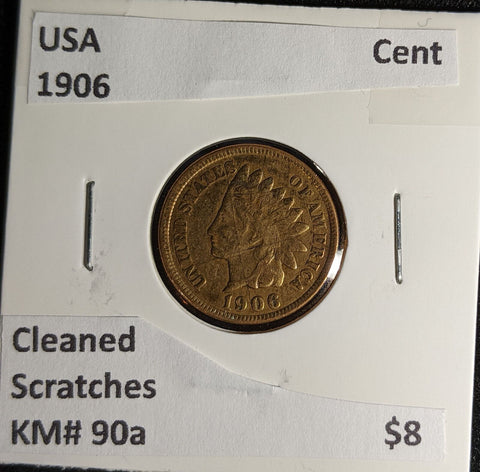 USA Cent
1906
UNITED STATES OF AMERICA
1906
Cleaned
Scratches
KM# 90a $8